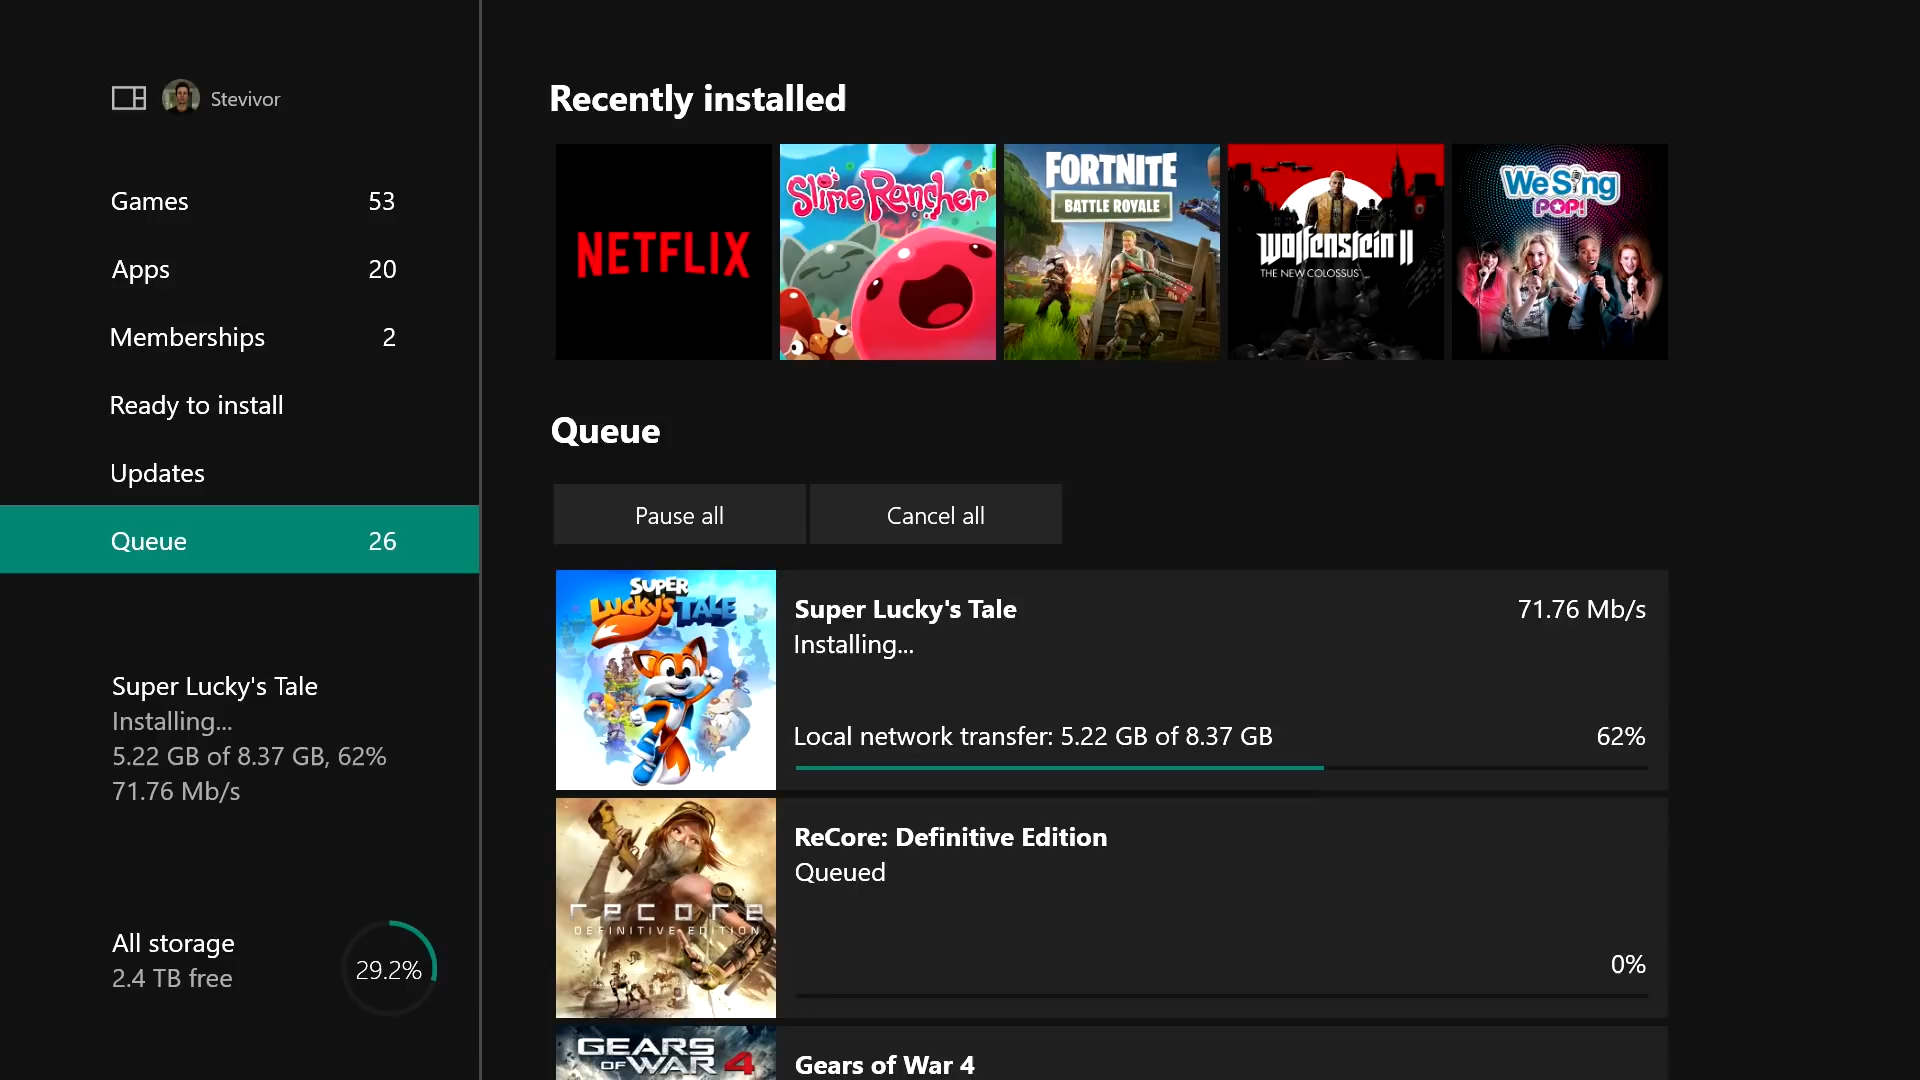 Stevivor
Games 53
Apps 20
Memberships 2
Ready to install
Updates
Queue 26
Super Lucky's Tale
Installing...
5.22 GB of 8.37 GB, 62%
71.76 Mb/s
All storage
2.4 TB free
29.2%
Recently installed
NETFLIX
Slime Rancher
FORTNITE
BATTLE ROYALE
Wolfenstein II
THE NEW COLOSSUS
We Sing
POP!
Queue
Pause all
Cancel all
SUPER
LUCKY'S TALE
Super Lucky's Tale
71.76 Mb/s
Installing...
Local network transfer: 5.22 GB of 8.37 GB
62%
recore
DEFINITIVE EDITION
ReCore: Definitive Edition
Queued
0%
GEARS
OF WAR 4
Gears of War 4